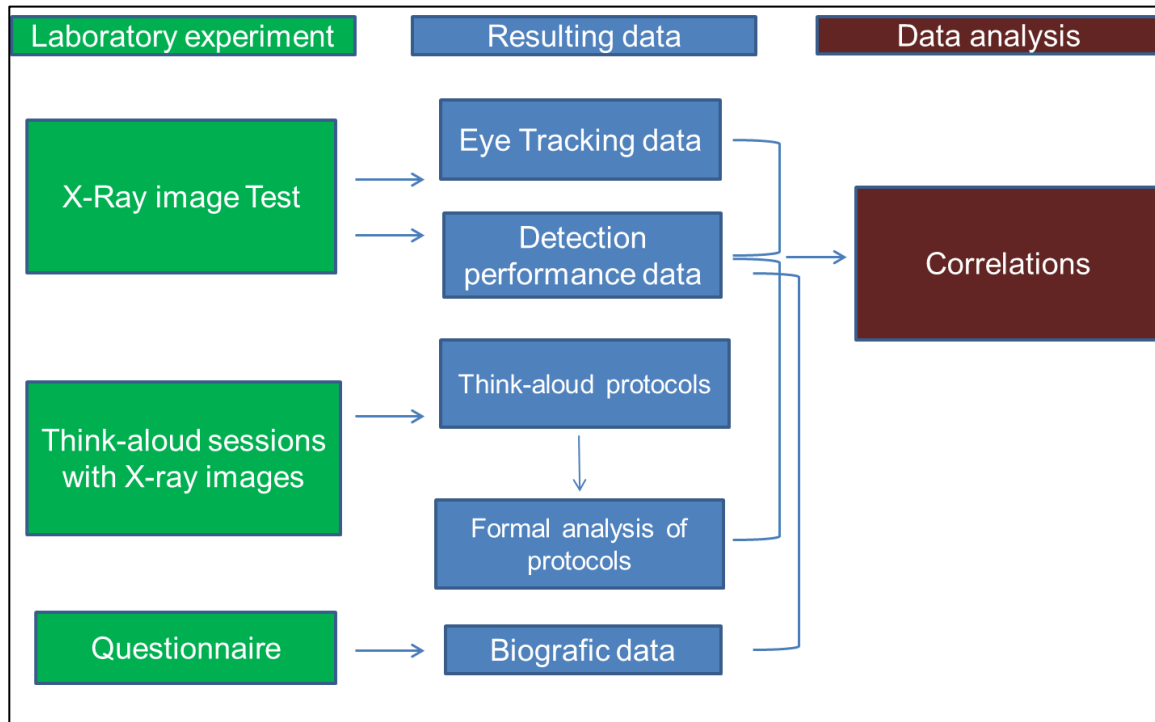 Laboratory experiment
Resulting data
Data analysis
X-Ray image Test
Eye Tracking data
Detection
performance data
Correlations
Think-aloud sessions
with X-ray images
Think-aloud protocols
Formal analysis of
protocols
Questionnaire
Biografic data